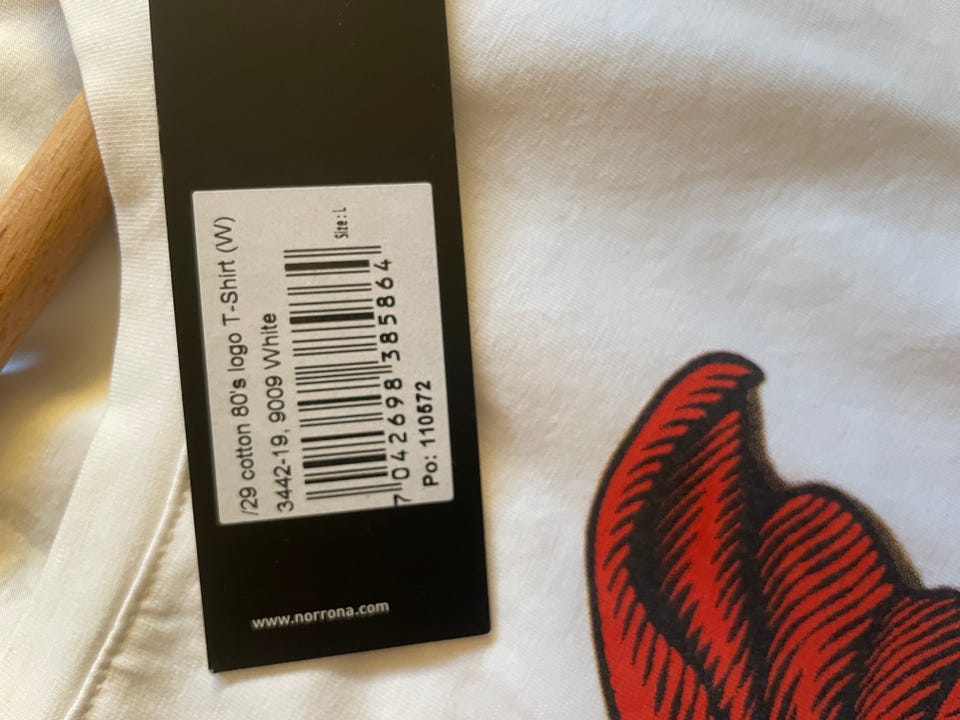 /29 cotton 80's logo T-Shirt (W)
3442-19, 9009 White
Size: L
7 042698 385864
Po: 110572
www.norrona.com